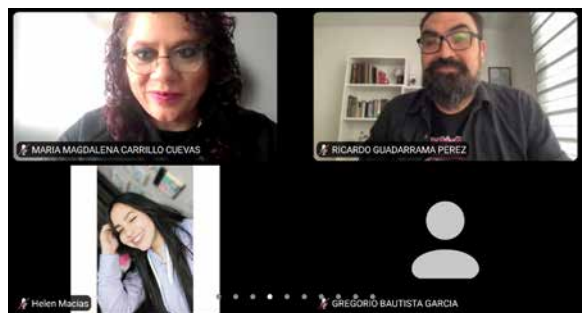 MARIA MAGDALENA CARRILLO CUEVAS
RICARDO GUADARRAMA PEREZ
Helen Macias
GREGORIO BAUTISTA GARCIA